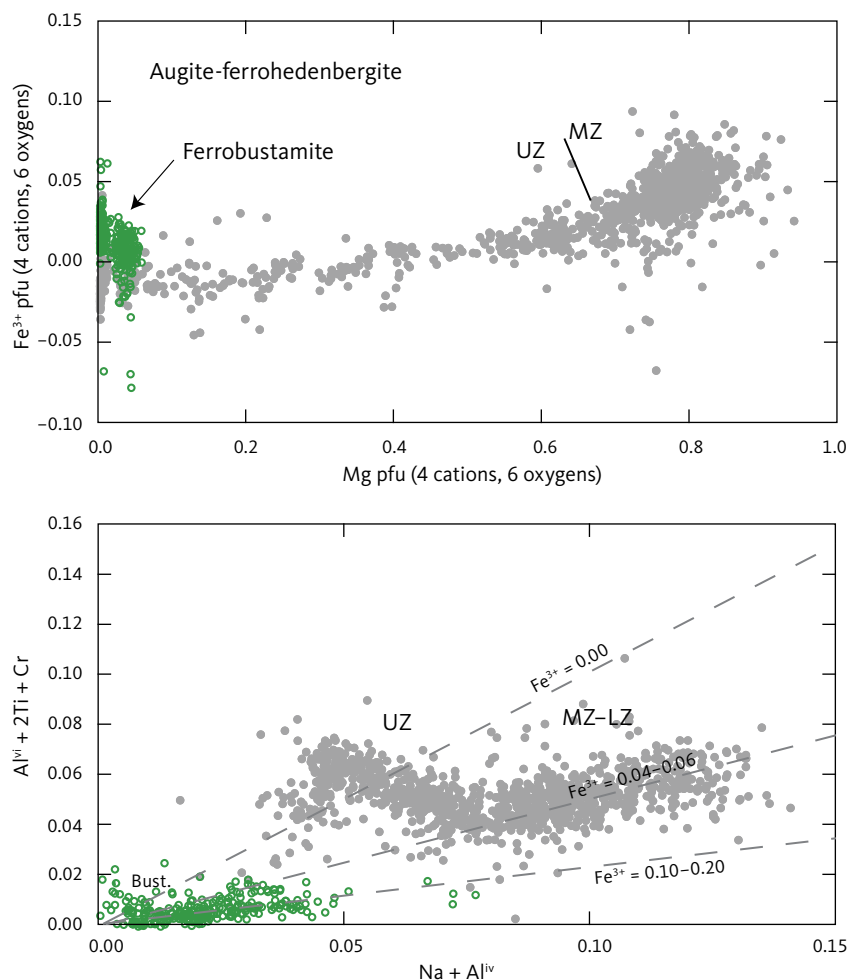 0.15
Augite-ferrohedenbergite
0.10
Ferrobustamite
MZ
UZ
0.05
0.00
−0.05
−0.10
Fe³⁺ pfu (4 cations, 6 oxygens)
0.0 0.2 0.4 0.6 0.8 1.0
Mg pfu (4 cations, 6 oxygens)
0.16
0.14
0.12
0.10
0.08
0.06
0.04
0.02
0.00
Alᵛⁱ + 2Ti + Cr
Fe³⁺ = 0.00
UZ
MZ–LZ
Fe³⁺ = 0.04–0.06
Fe³⁺ = 0.10–0.20
Bust.
0.00 0.05 0.10 0.15
Na + Alⁱᵛ